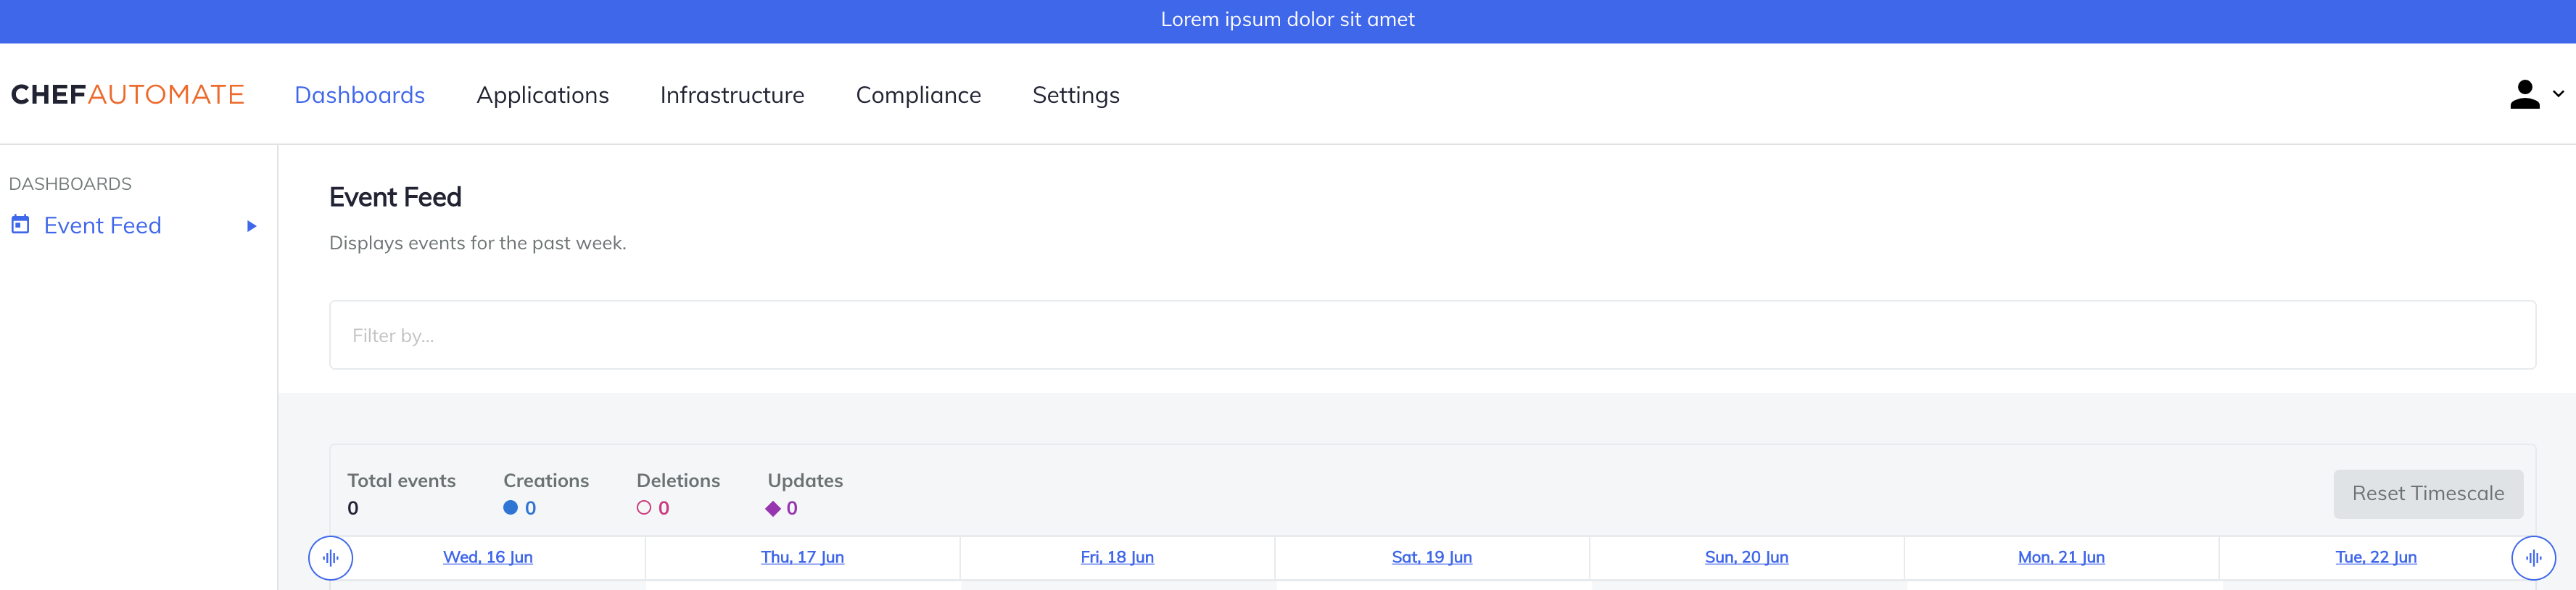 Lorem ipsum dolor sit amet
CHEFAUTOMATE Dashboards Applications Infrastructure Compliance Settings
DASHBOARDS
Event Feed
Event Feed
Displays events for the past week.
Filter by...
Total events Creations Deletions Updates
0 0 0 0
Reset Timescale
Wed, 16 Jun Thu, 17 Jun Fri, 18 Jun Sat, 19 Jun Sun, 20 Jun Mon, 21 Jun Tue, 22 Jun